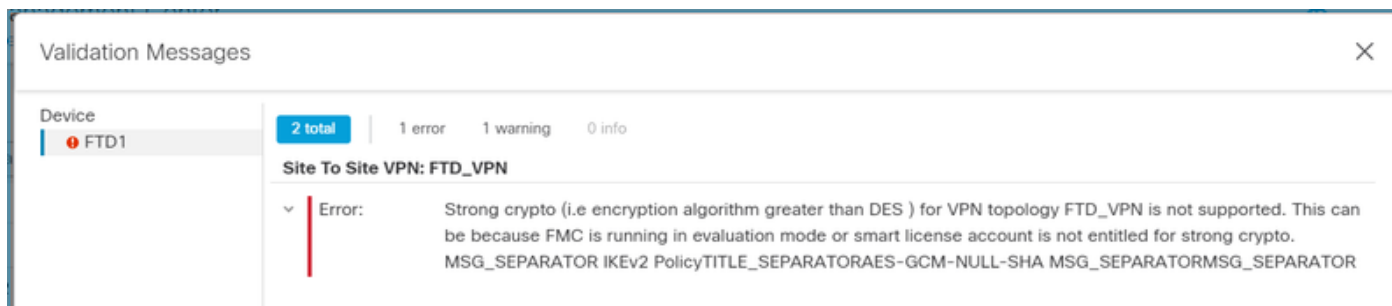 Validation Messages
Device
FTD1
2 total 1 error 1 warning 0 info
Site To Site VPN: FTD_VPN
Error: Strong crypto (i.e encryption algorithm greater than DES ) for VPN topology FTD_VPN is not supported. This can
be because FMC is running in evaluation mode or smart license account is not entitled for strong crypto.
MSG_SEPARATOR IKEv2 PolicyTITLE_SEPARATORAES-GCM-NULL-SHA MSG_SEPARATORMSG_SEPARATOR